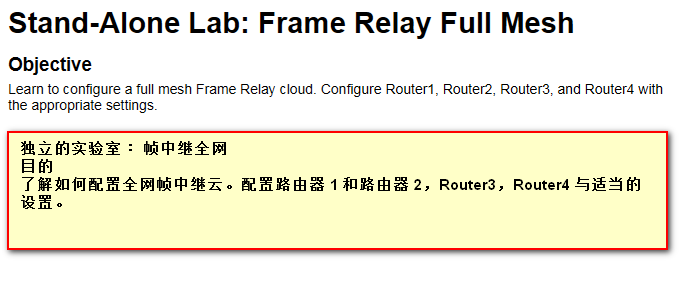 Stand-Alone Lab: Frame Relay Full Mesh
Objective
Learn to configure a full mesh Frame Relay cloud. Configure Router1, Router2, Router3, and Router4 with
the appropriate settings.
独立的实验室： 帧中继全网
目的
了解如何配置全网帧中继云。配置路由器 1 和路由器 2，Router3，Router4 与适当的
设置。